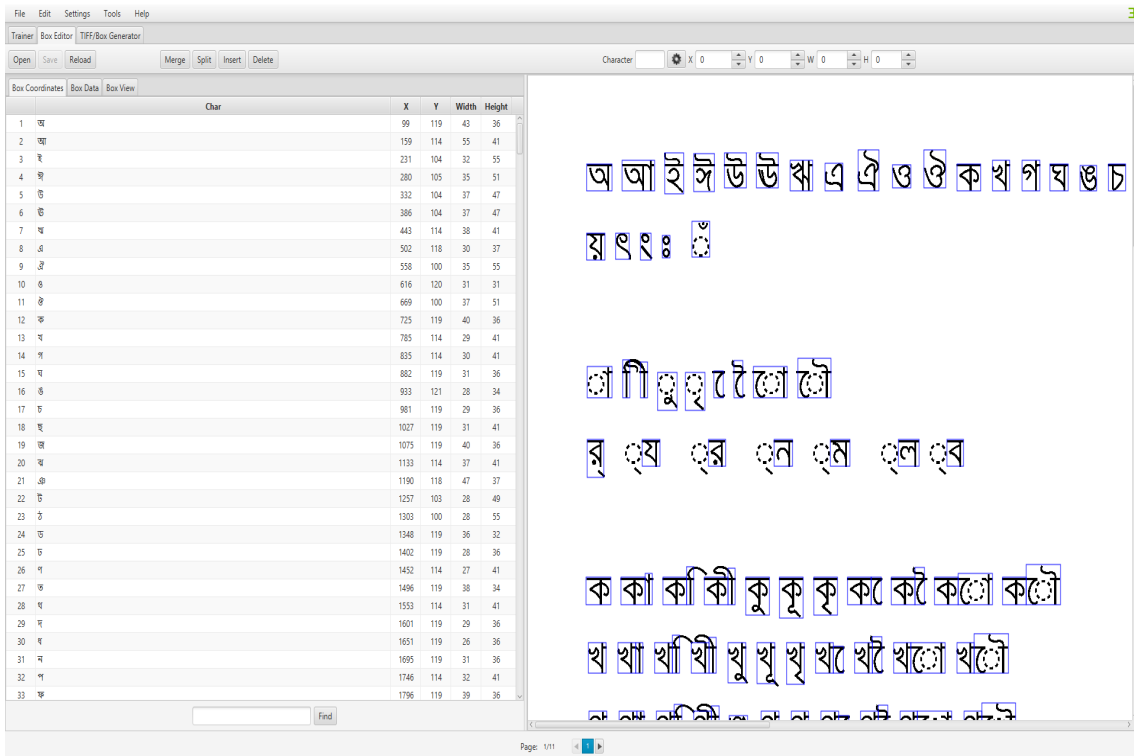 File Edit Settings Tools Help
Trainer Box Editor TIFF/Box Generator
Open Save Reload Merge Split Insert Delete Character X 0 Y 0 W 0 H 0
Box Coordinates Box Data Box View
Char X Y Width Height
1 অ 99 119 43 36
2 আ 159 114 55 41
3 ই 231 104 32 55
4 ঈ 280 105 35 51
5 উ 332 104 37 47
6 ঊ 386 104 37 47
7 ঋ 443 114 38 41
8 এ 502 118 30 37
9 ঐ 558 100 35 55
10 ও 616 120 31 31
11 ঔ 669 100 37 51
12 ক 725 119 40 36
13 খ 785 114 29 41
14 গ 835 114 30 41
15 ঘ 882 119 31 36
16 ঙ 933 121 28 34
17 চ 981 119 29 36
18 ছ 1027 119 31 41
19 জ 1075 119 40 36
20 ঝ 1133 114 37 41
21 ঞ 1190 118 47 37
22 ট 1257 103 28 49
23 ঠ 1303 100 28 55
24 ড 1348 119 36 32
25 ঢ 1402 119 28 36
26 ণ 1452 114 27 41
27 ত 1496 119 38 34
28 থ 1553 114 31 41
29 দ 1601 119 29 36
30 ধ 1651 119 26 36
31 ন 1695 119 31 36
32 প 1746 114 32 41
33 ফ 1796 119 39 36
Find
অ আ ই ঈ উ ঊ ঋ এ ঐ ও ঔ ক খ গ ঘ ঙ চ
য় ৎ ং ঃ ঁ
া ি ী ু ৃ ে ৈ ো ৌ
র্ ্য ্র ্ন ্ম ্ল ্ব
ক কা কি কী কু কূ কৃ কে কৈ কো কৌ
খ খা খি খী খু খূ খৃ খে খৈ খো খৌ
Page: 1/11 1